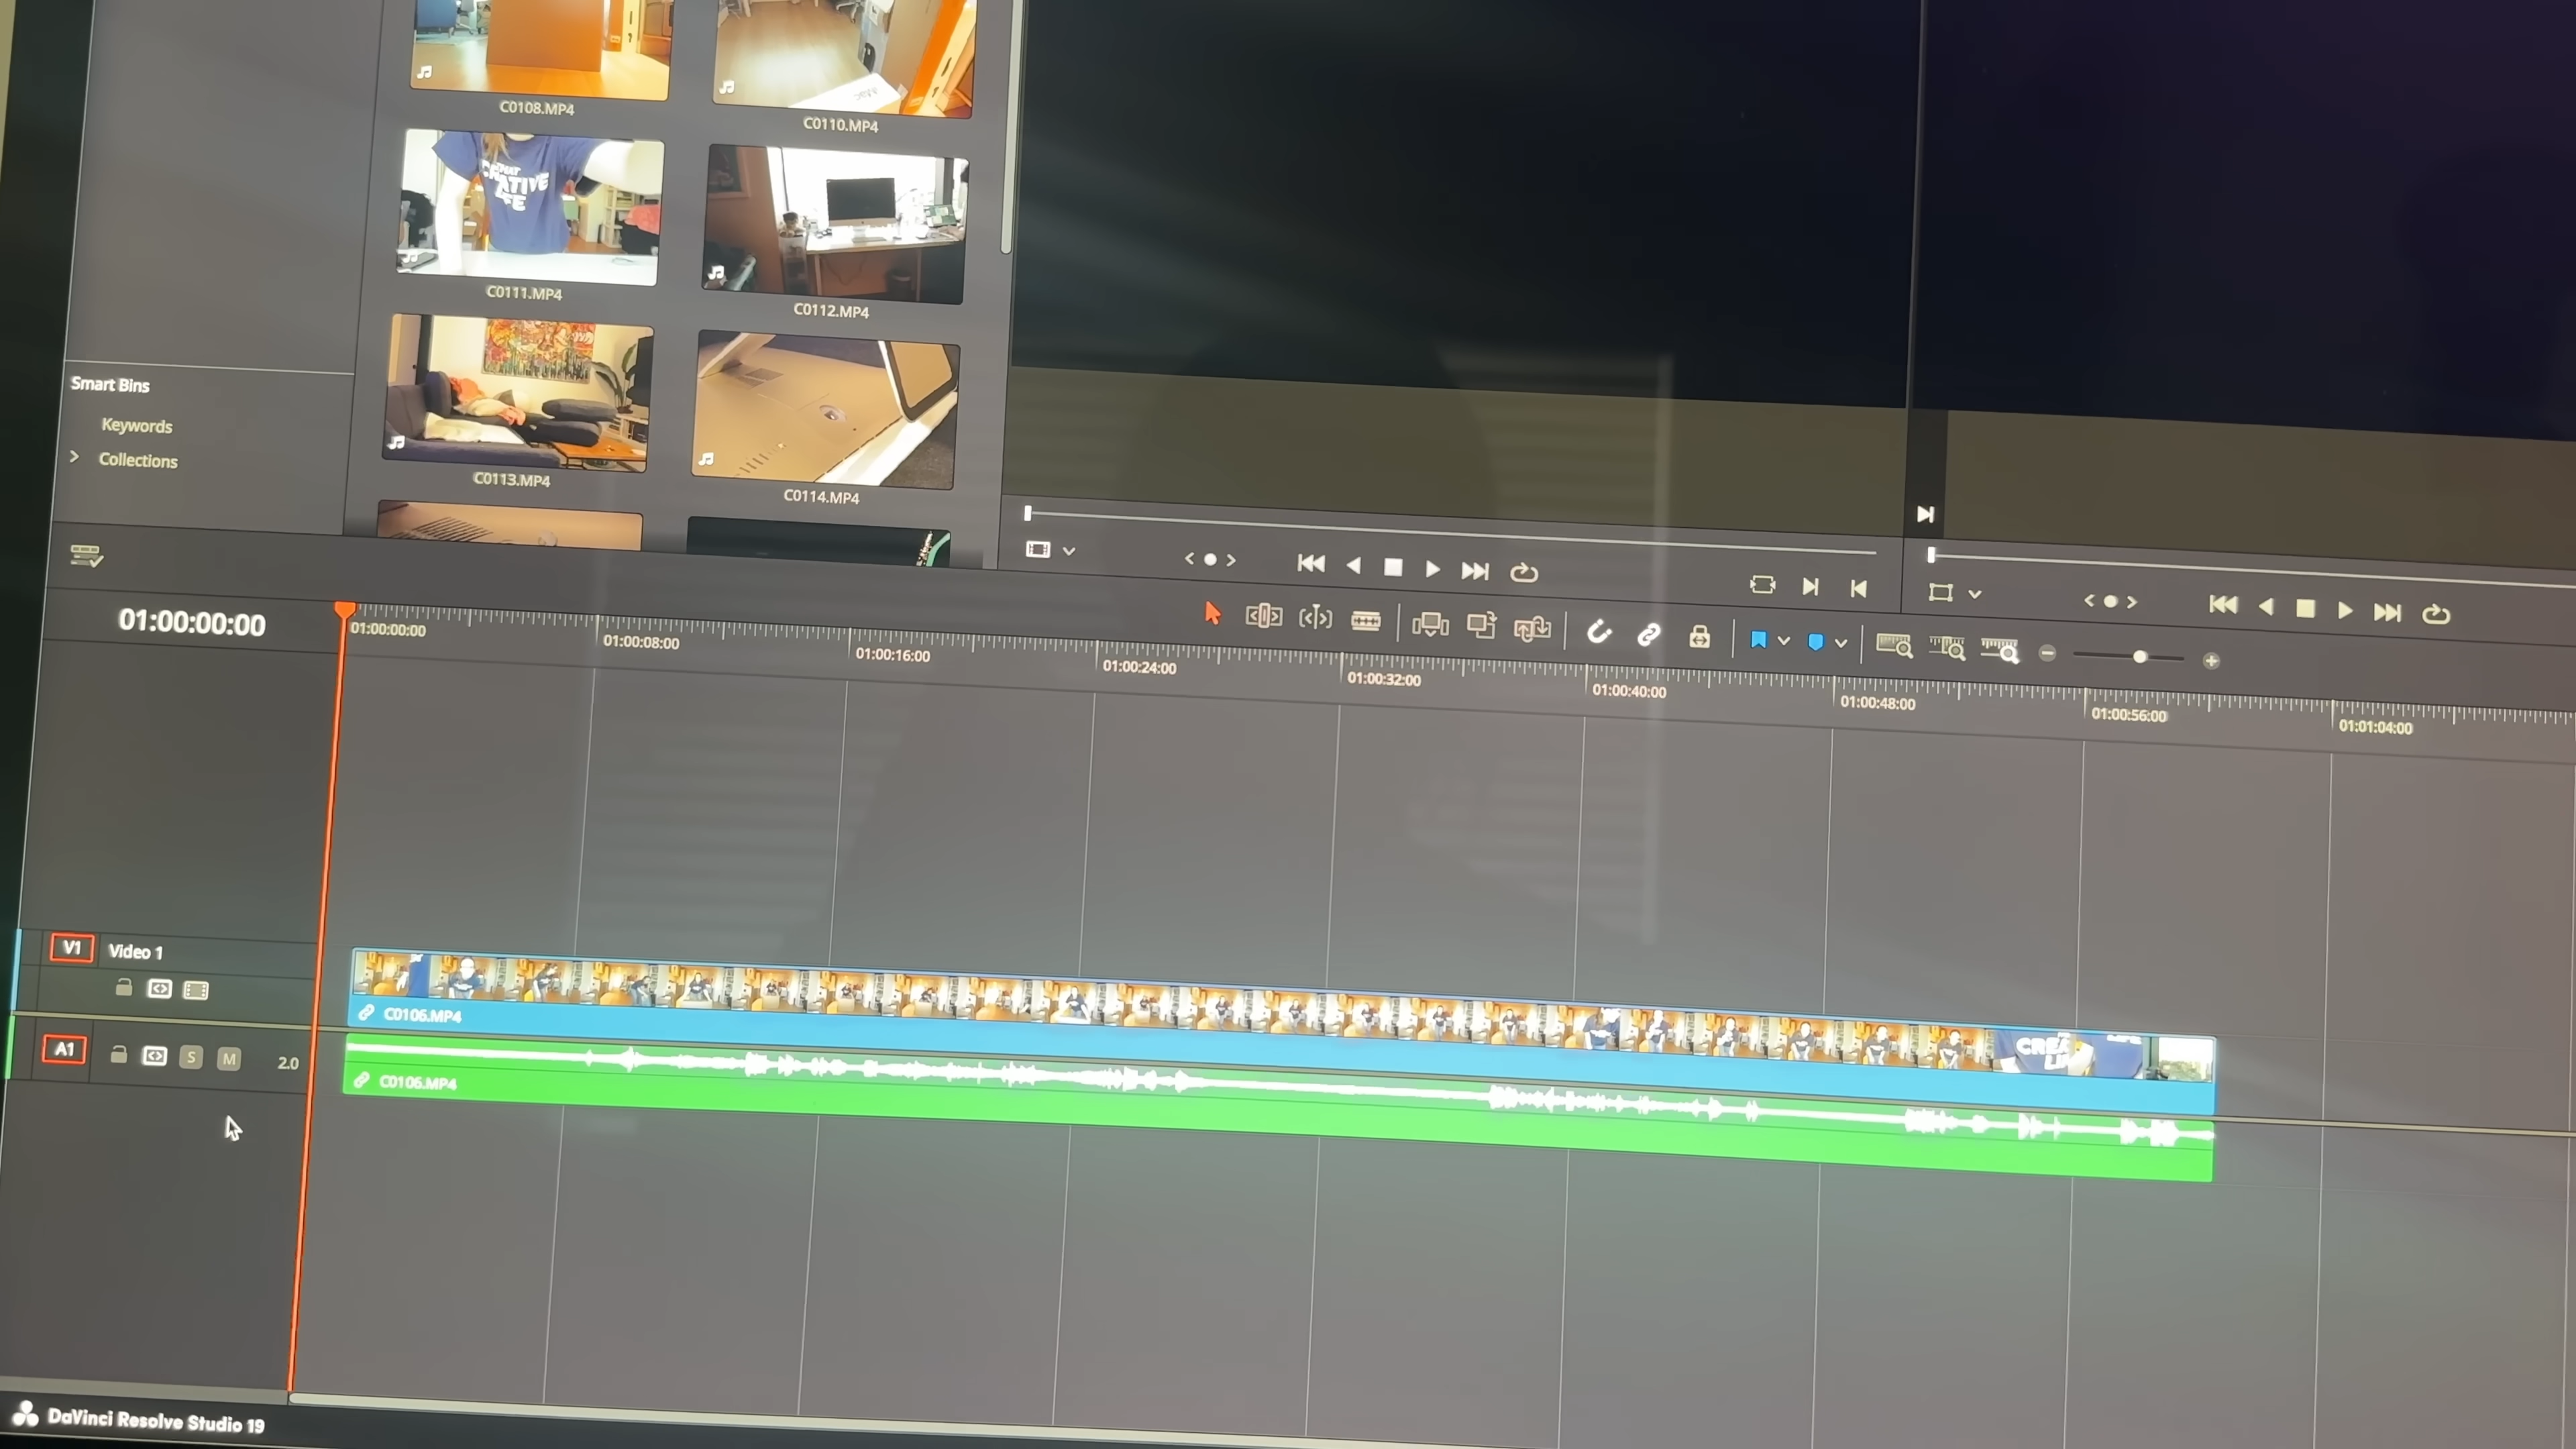 C0108.MP4
C0110.MP4
CREATIVE
C0111.MP4
C0112.MP4
C0113.MP4
C0114.MP4
Smart Bins
Keywords
Collections
01:00:00:00
01:00:00:00
01:00:08:00
01:00:16:00
01:00:24:00
01:00:32:00
01:00:40:00
01:00:48:00
01:00:56:00
01:01:04:00
V1
Video 1
C0106.MP4
A1
S
M
2.0
C0106.MP4
DaVinci Resolve Studio 19